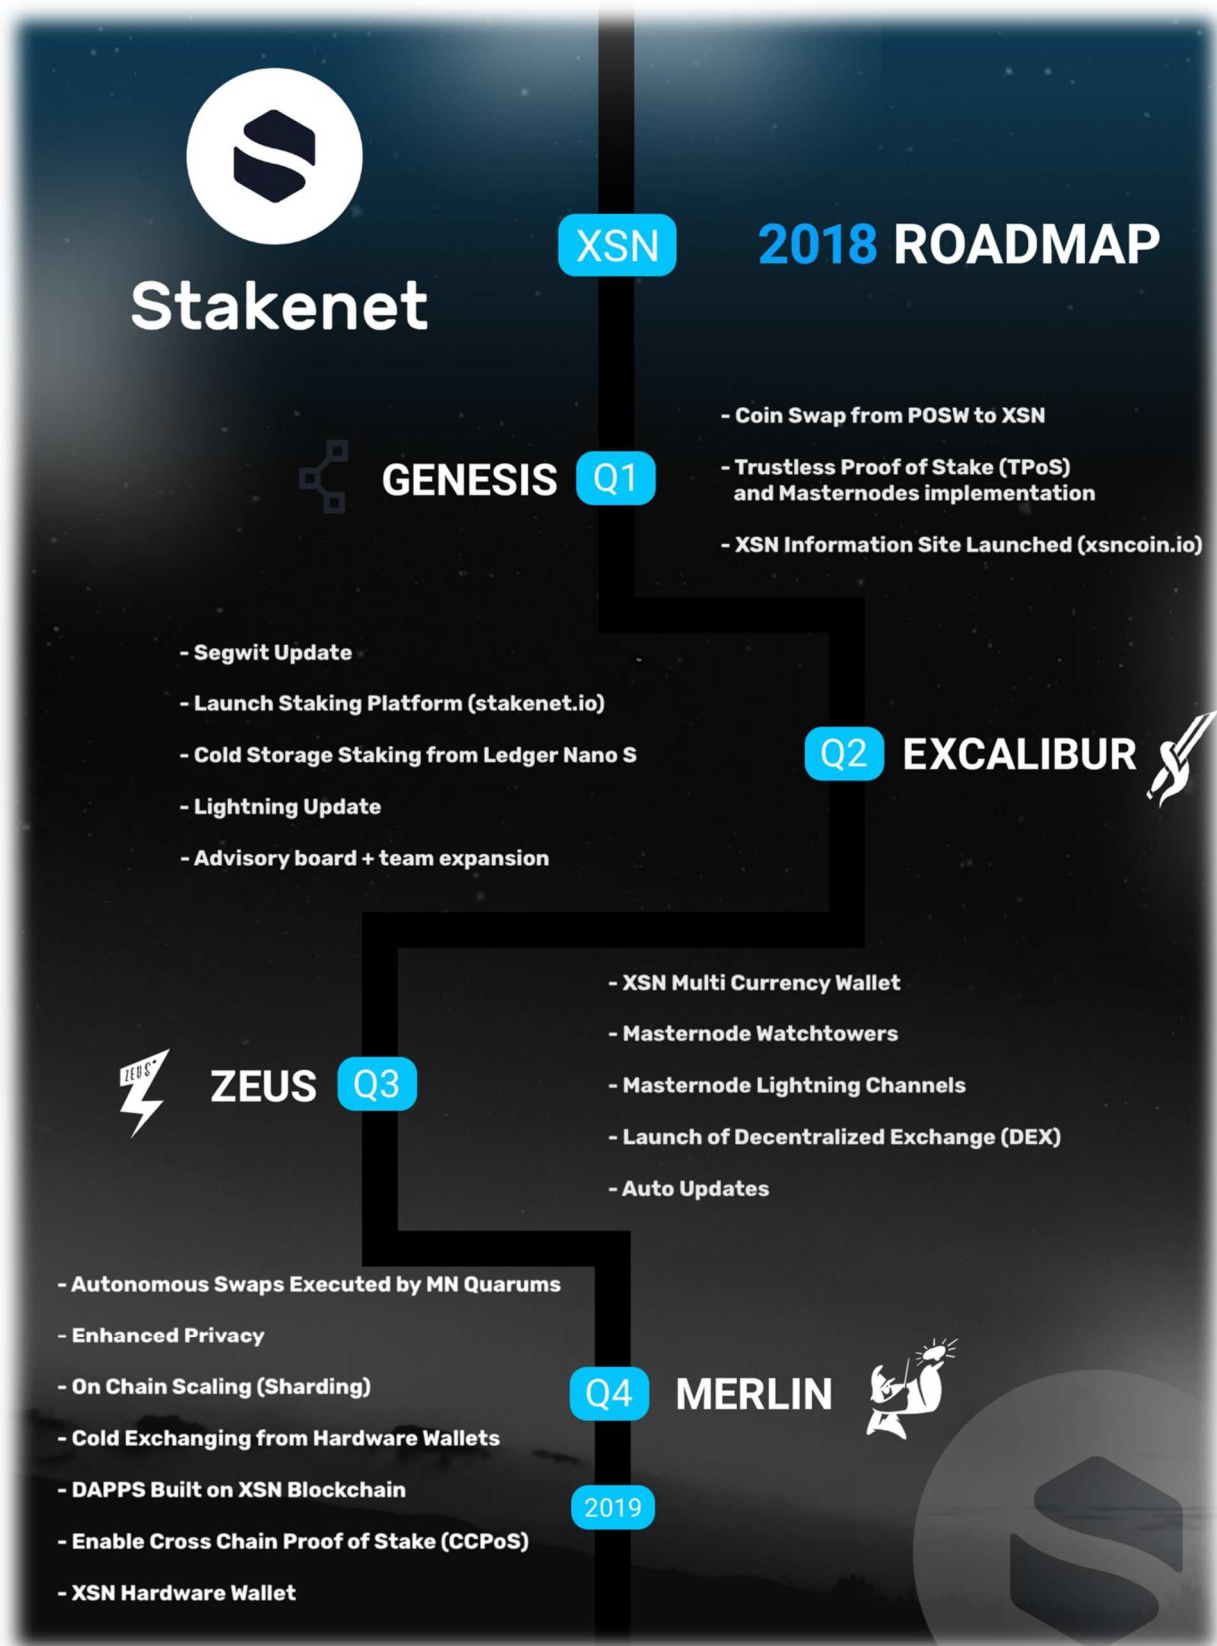 Stakenet
XSN
2018 ROADMAP
GENESIS
Q1
- Coin Swap from POSW to XSN
- Trustless Proof of Stake (TPoS)
and Masternodes implementation
- XSN Information Site Launched (xsncoin.io)
- Segwit Update
- Launch Staking Platform (stakenet.io)
- Cold Storage Staking from Ledger Nano S
- Lightning Update
- Advisory board + team expansion
Q2
EXCALIBUR
- XSN Multi Currency Wallet
- Masternode Watchtowers
- Masternode Lightning Channels
- Launch of Decentralized Exchange (DEX)
- Auto Updates
ZEUS
ZEUS
Q3
- Autonomous Swaps Executed by MN Quarums
- Enhanced Privacy
- On Chain Scaling (Sharding)
- Cold Exchanging from Hardware Wallets
- DAPPS Built on XSN Blockchain
- Enable Cross Chain Proof of Stake (CCPoS)
- XSN Hardware Wallet
Q4
MERLIN
2019